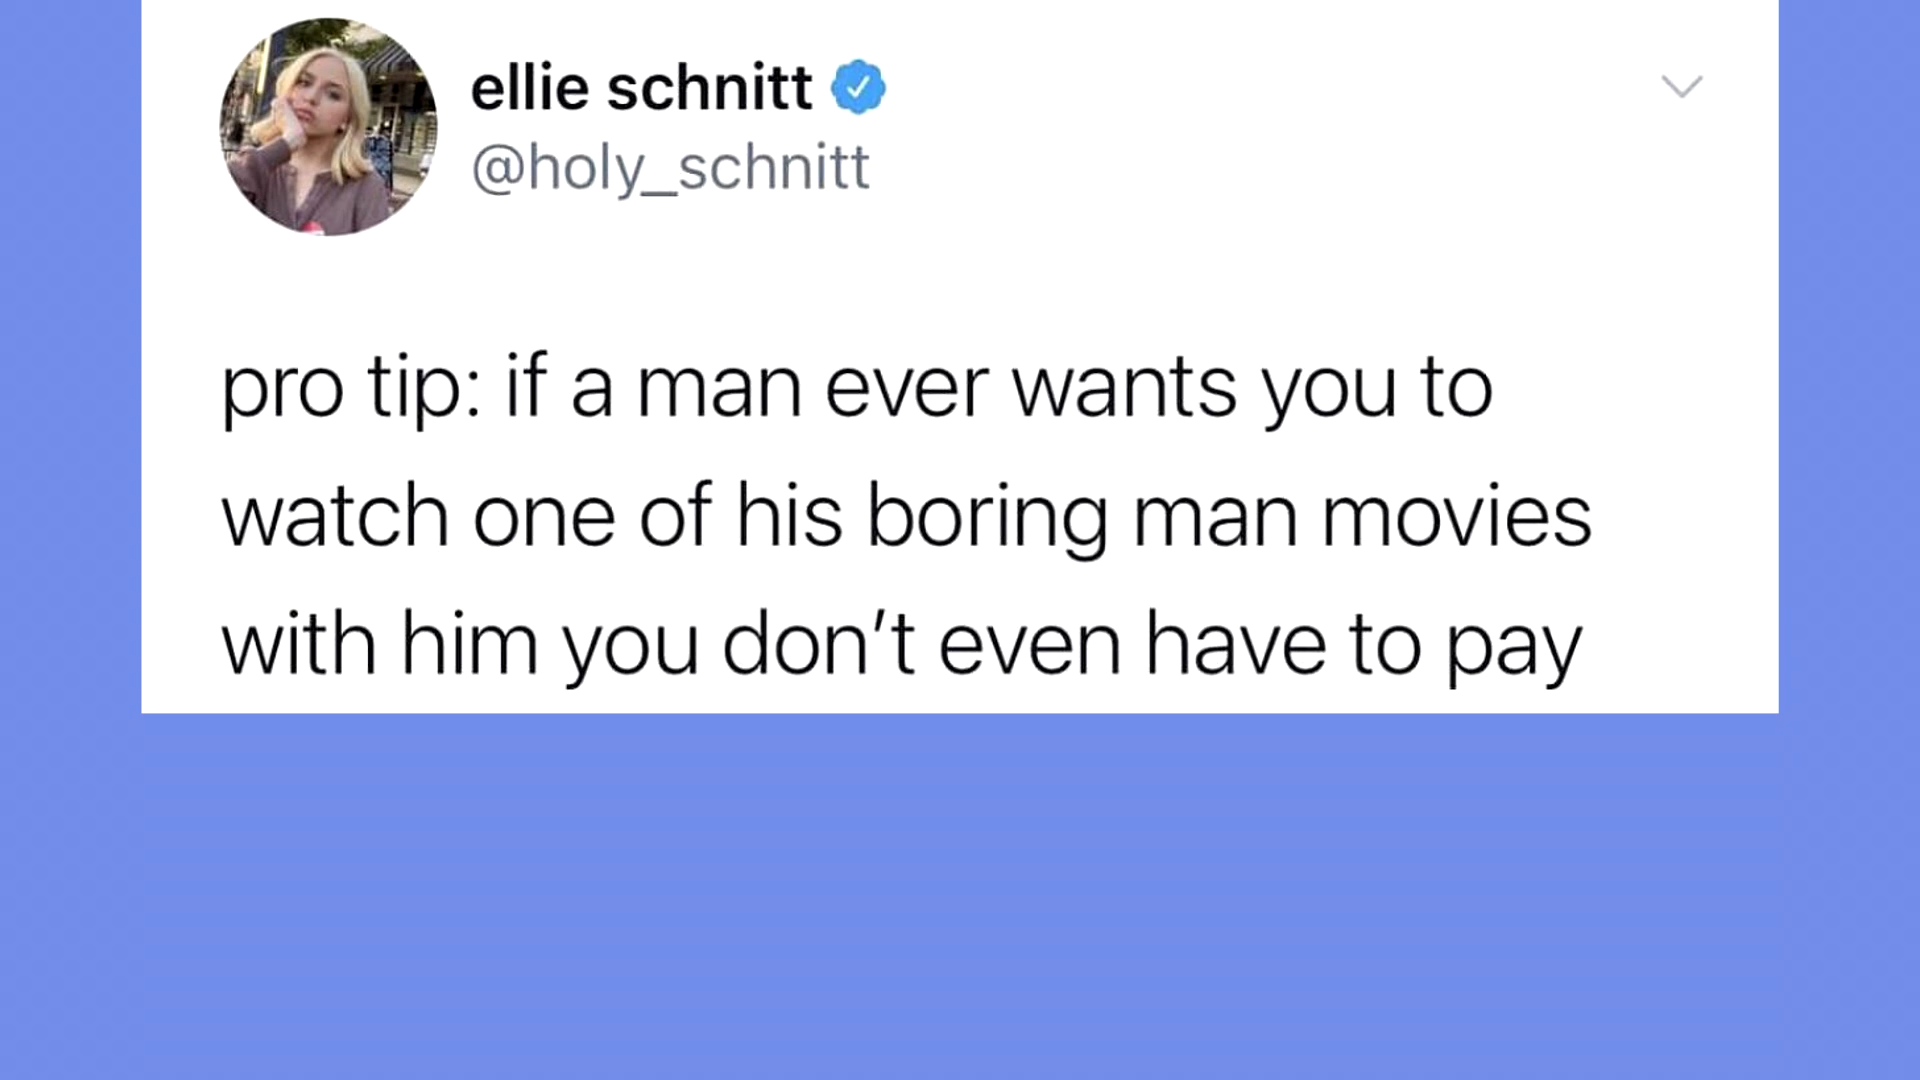 ellie schnitt
@holy_schnitt
pro tip: if a man ever wants you to
watch one of his boring man movies
with him you don’t even have to pay